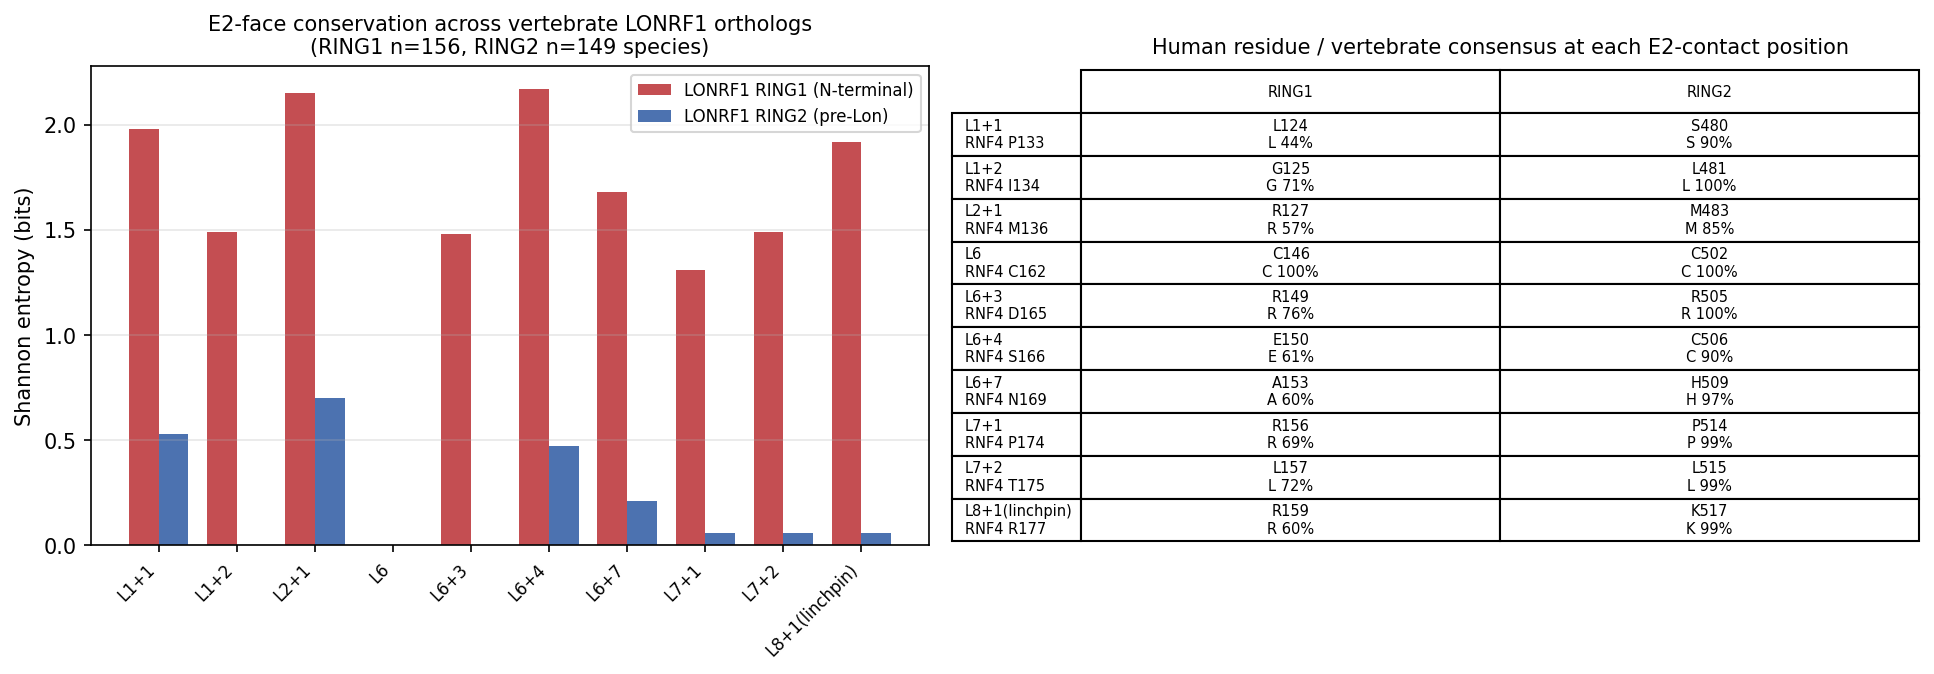 E2-face conservation across vertebrate LONRF1 orthologs
(RING1 n=156, RING2 n=149 species)
LONRF1 RING1 (N-terminal)
LONRF1 RING2 (pre-Lon)
Shannon entropy (bits)
2.0
1.5
1.0
0.5
0.0
L1+1
L1+2
L2+1
L6
L6+3
L6+4
L6+7
L7+1
L7+2
L8+1(linchpin)
Human residue / vertebrate consensus at each E2-contact position
RING1
RING2
L1+1
RNF4 P133
L124
L 44%
S480
S 90%
L1+2
RNF4 I134
G125
G 71%
L481
L 100%
L2+1
RNF4 M136
R127
R 57%
M483
M 85%
L6
RNF4 C162
C146
C 100%
C502
C 100%
L6+3
RNF4 D165
R149
R 76%
R505
R 100%
L6+4
RNF4 S166
E150
E 61%
C506
C 90%
L6+7
RNF4 N169
A153
A 60%
H509
H 97%
L7+1
RNF4 P174
R156
R 69%
P514
P 99%
L7+2
RNF4 T175
L157
L 72%
L515
L 99%
L8+1(linchpin)
RNF4 R177
R159
R 60%
K517
K 99%